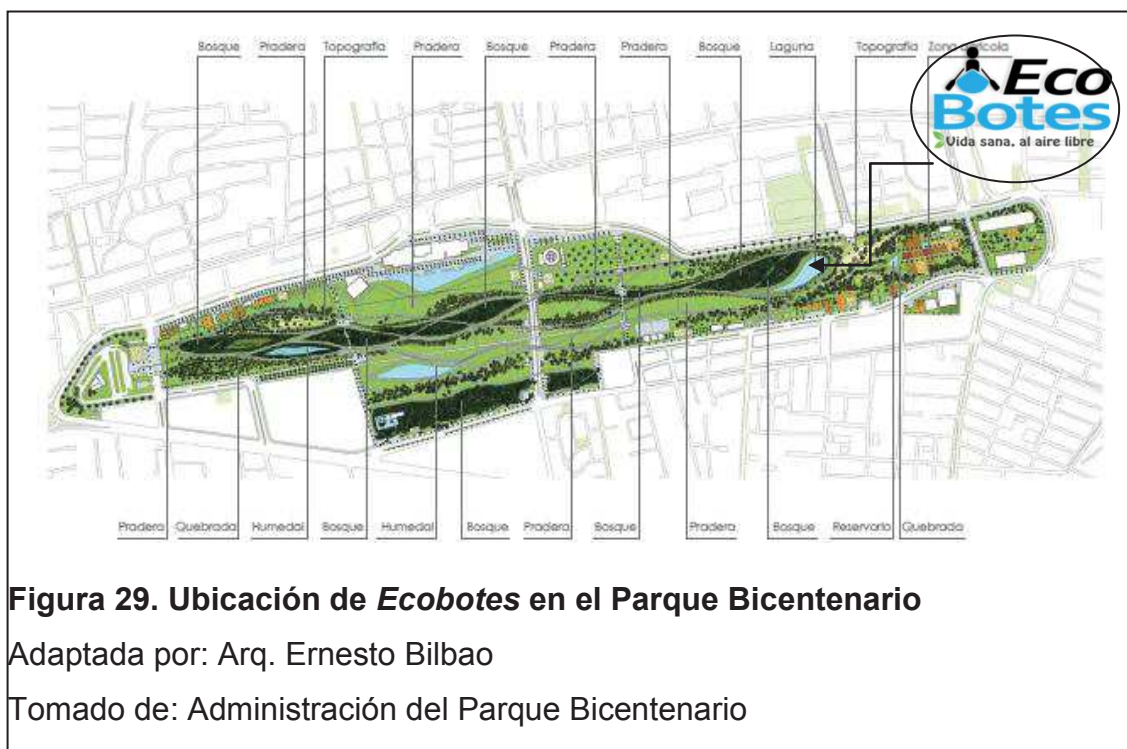 Bosque Pradera Topografía Pradera Bosque Pradera Pradera Bosque Laguna Topografía Zona
Eco
Botes
Vida sana, al aire libre
Pradera Quebrada Humedal Bosque Humedal Bosque Pradera Bosque Pradera Bosque Reservorio Quebrada
Figura 29. Ubicación de Ecobotes en el Parque Bicentenario
Adaptada por: Arq. Ernesto Bilbao
Tomado de: Administración del Parque Bicentenario